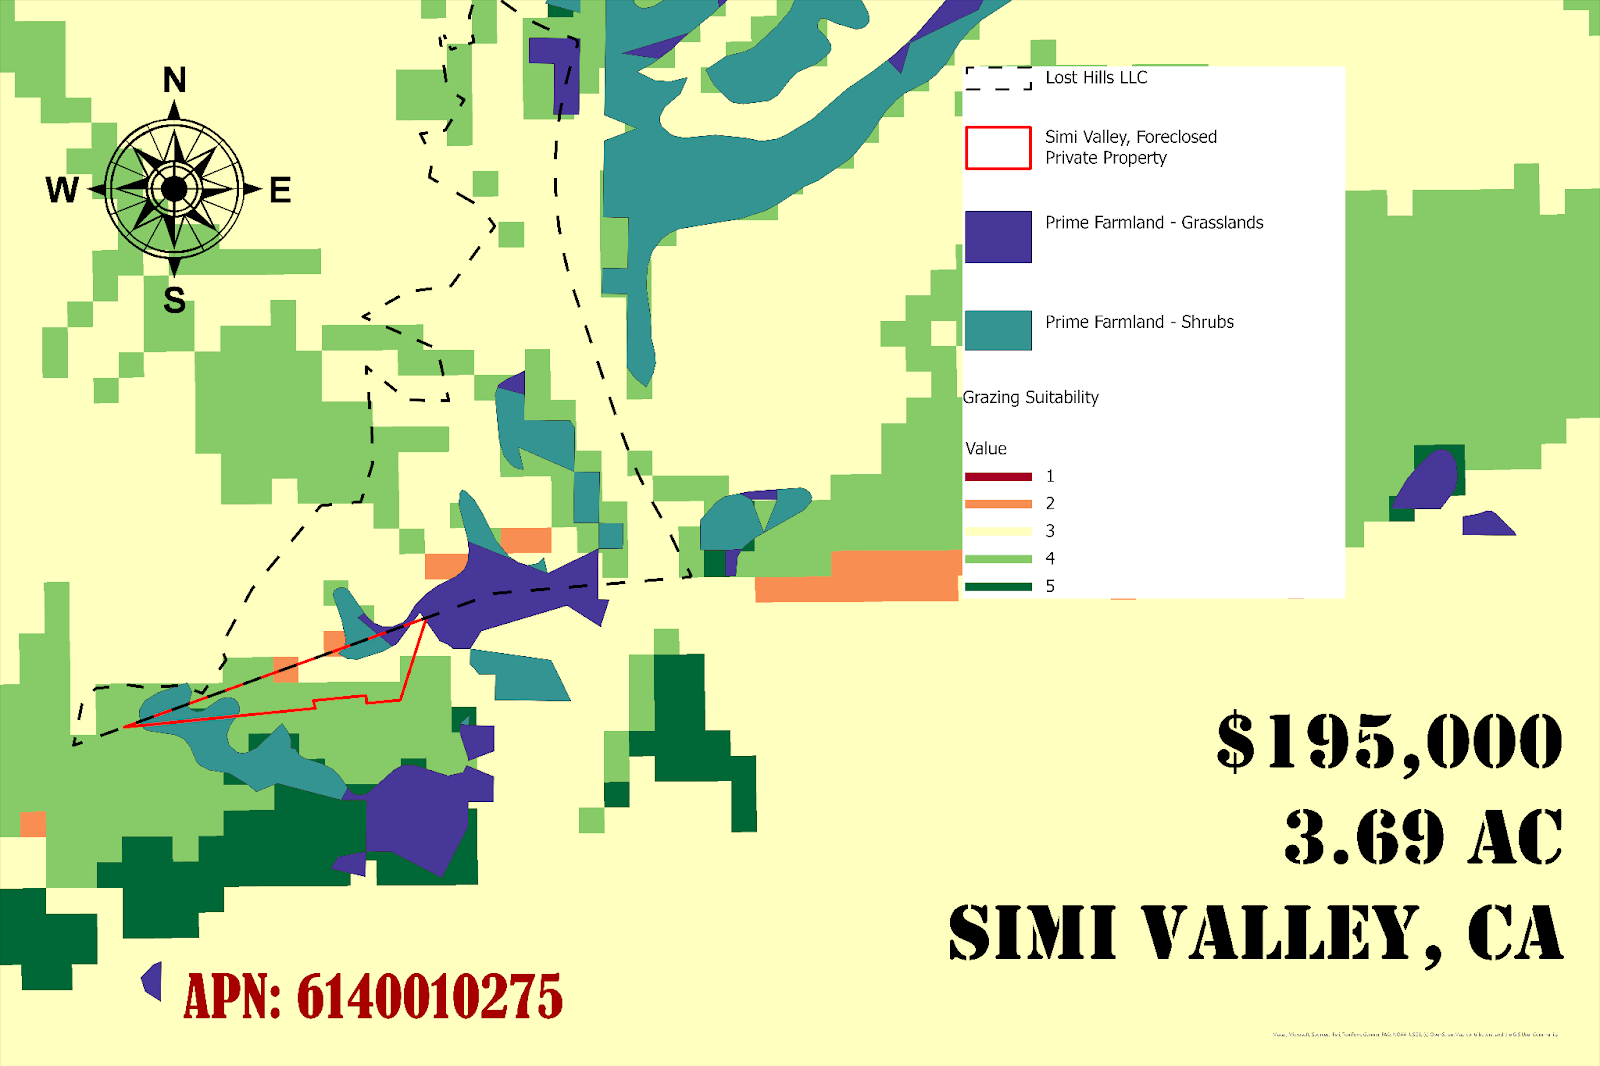 N
W
E
S
Lost Hills LLC
Simi Valley, Foreclosed
Private Property
Prime Farmland - Grasslands
Prime Farmland - Shrubs
Grazing Suitability
Value
1
2
3
4
5
$195,000
3.69 AC
SIMI VALLEY, CA
APN: 6140010275